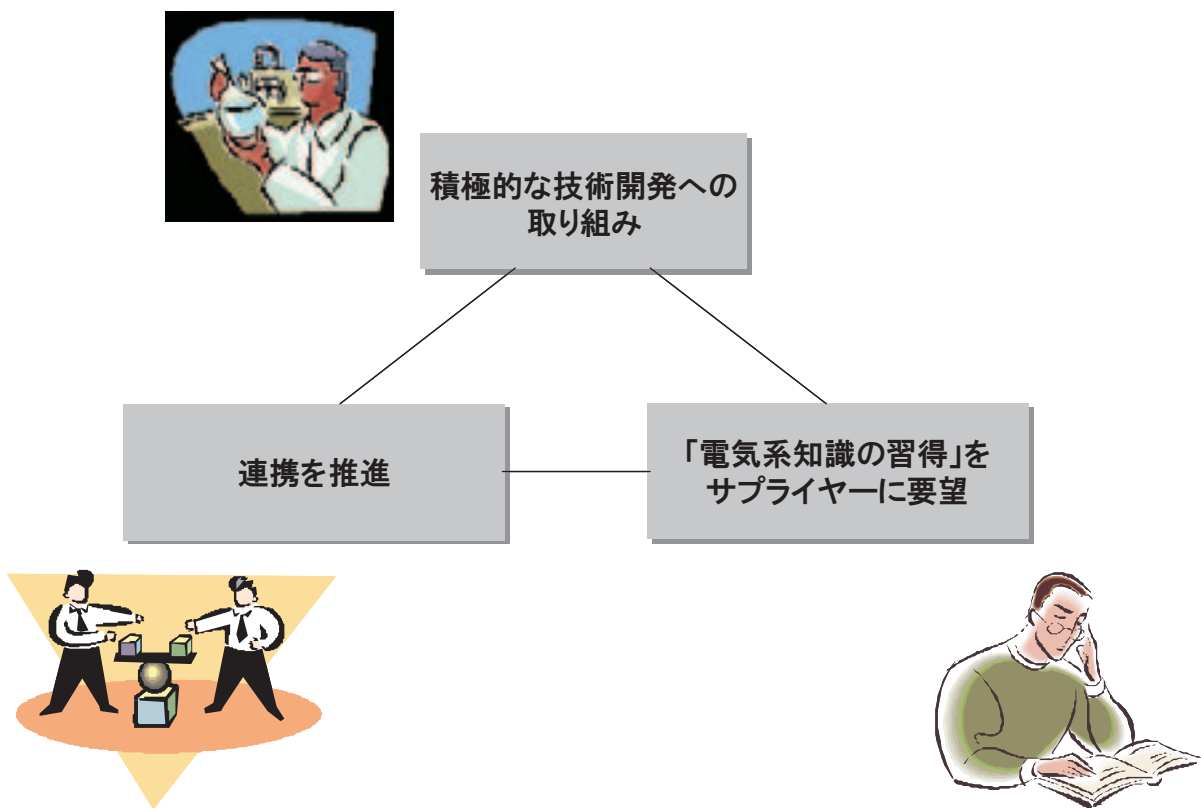 積極的な技術開発への
取り組み
連携を推進
「電気系知識の習得」を
サプライヤーに要望